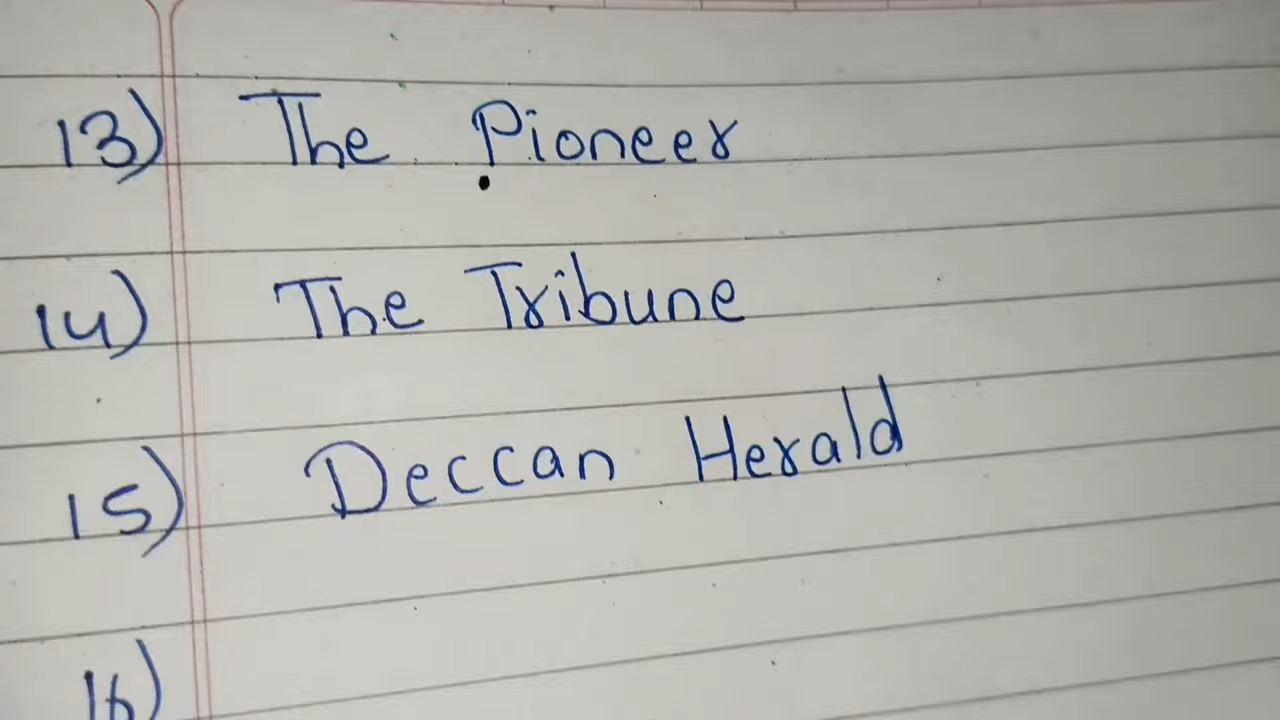 13) The Pioneer
14) The Tribune
15) Deccan Herald
16)